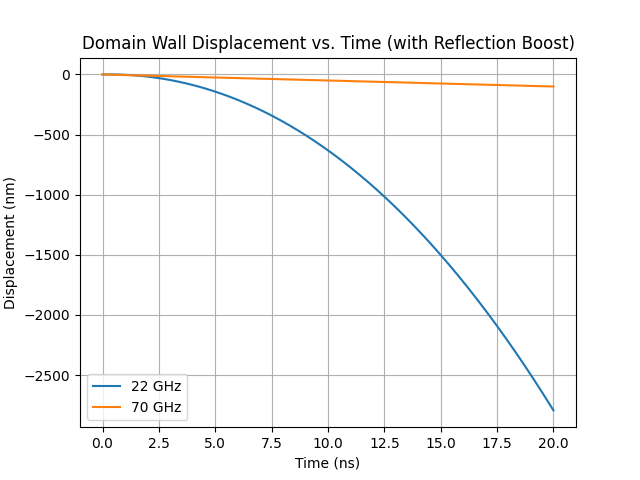 Domain Wall Displacement vs. Time (with Reflection Boost)
Displacement (nm)
0
−500
−1000
−1500
−2000
−2500
22 GHz
70 GHz
0.0 2.5 5.0 7.5 10.0 12.5 15.0 17.5 20.0
Time (ns)